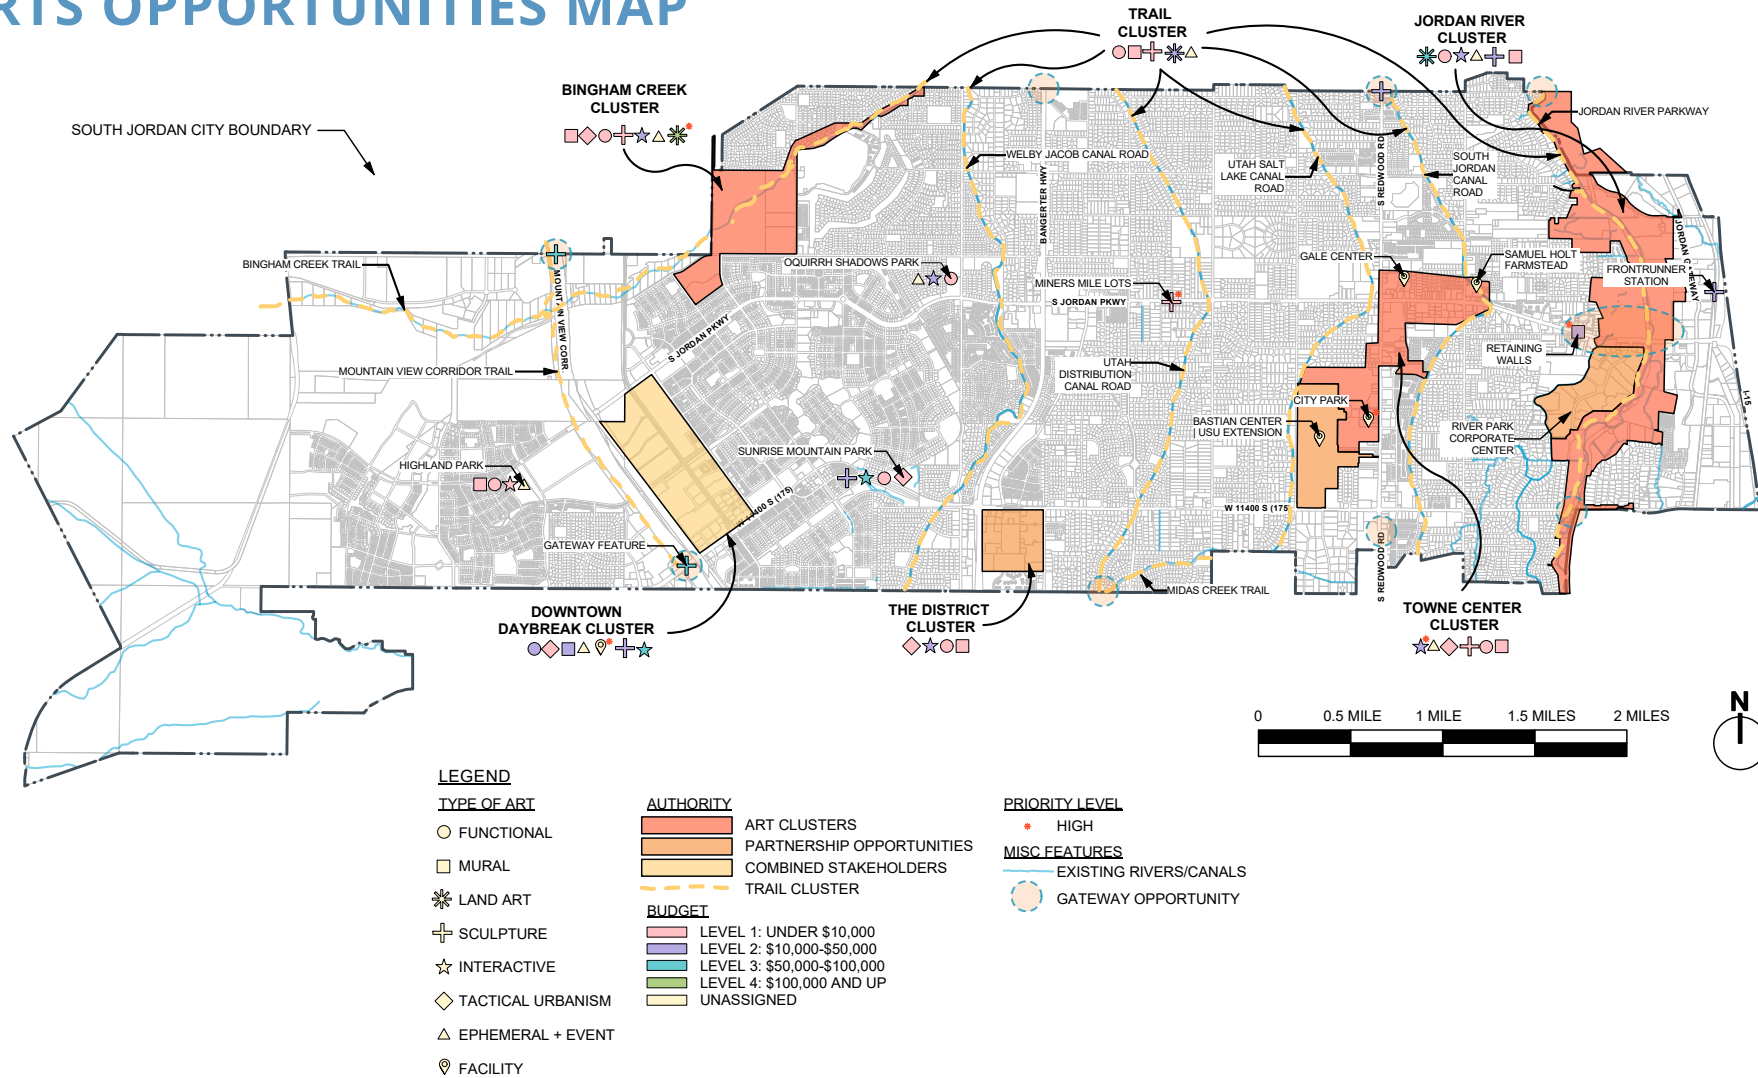 RTS OPPORTUNITIES MAP
TRAIL
CLUSTER
JORDAN RIVER
CLUSTER
BINGHAM CREEK
CLUSTER
SOUTH JORDAN CITY BOUNDARY
JORDAN RIVER PARKWAY
WELBY JACOB CANAL ROAD
UTAH SALT
LAKE CANAL
ROAD
S REDWOOD RD
SOUTH
JORDAN
CANAL
ROAD
BANGERTER HWY
BINGHAM CREEK TRAIL
OQUIRRH SHADOWS PARK
GALE CENTER
SAMUEL HOLT
FARMSTEAD
FRONTRUNNER
STATION
MINERS MILE LOTS
S JORDAN PKWY
S JORDAN PKWY
MOUNTAIN VIEW CORRIDOR TRAIL
UTAH
DISTRIBUTION
CANAL ROAD
RETAINING
WALLS
I-15
CITY PARK
BASTIAN CENTER
| USU EXTENSION
RIVER PARK
CORPORATE
CENTER
HIGHLAND PARK
SUNRISE MOUNTAIN PARK
W 11400 S (175
GATEWAY FEATURE
S REDWOOD RD
MIDAS CREEK TRAIL
DOWNTOWN
DAYBREAK CLUSTER
THE DISTRICT
CLUSTER
TOWNE CENTER
CLUSTER
0 0.5 MILE 1 MILE 1.5 MILES 2 MILES
N
LEGEND
TYPE OF ART
FUNCTIONAL
MURAL
LAND ART
SCULPTURE
INTERACTIVE
TACTICAL URBANISM
EPHEMERAL + EVENT
FACILITY
AUTHORITY
ART CLUSTERS
PARTNERSHIP OPPORTUNITIES
COMBINED STAKEHOLDERS
TRAIL CLUSTER
BUDGET
LEVEL 1: UNDER $10,000
LEVEL 2: $10,000-$50,000
LEVEL 3: $50,000-$100,000
LEVEL 4: $100,000 AND UP
UNASSIGNED
PRIORITY LEVEL
HIGH
MISC FEATURES
EXISTING RIVERS/CANALS
GATEWAY OPPORTUNITY